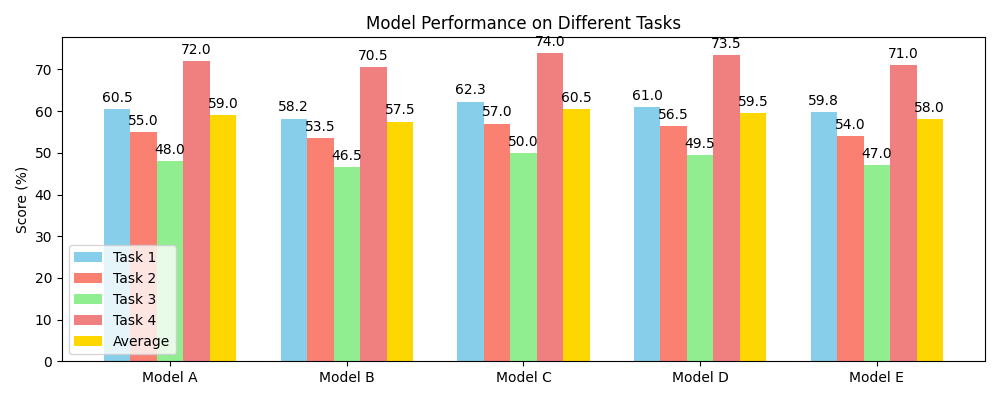 Model Performance on Different Tasks
Score (%)
70
60
50
40
30
20
10
0
60.5
55.0
48.0
72.0
59.0
58.2
53.5
46.5
70.5
57.5
62.3
57.0
50.0
74.0
60.5
61.0
56.5
49.5
73.5
59.5
59.8
54.0
47.0
71.0
58.0
Task 1
Task 2
Task 3
Task 4
Average
Model A
Model B
Model C
Model D
Model E